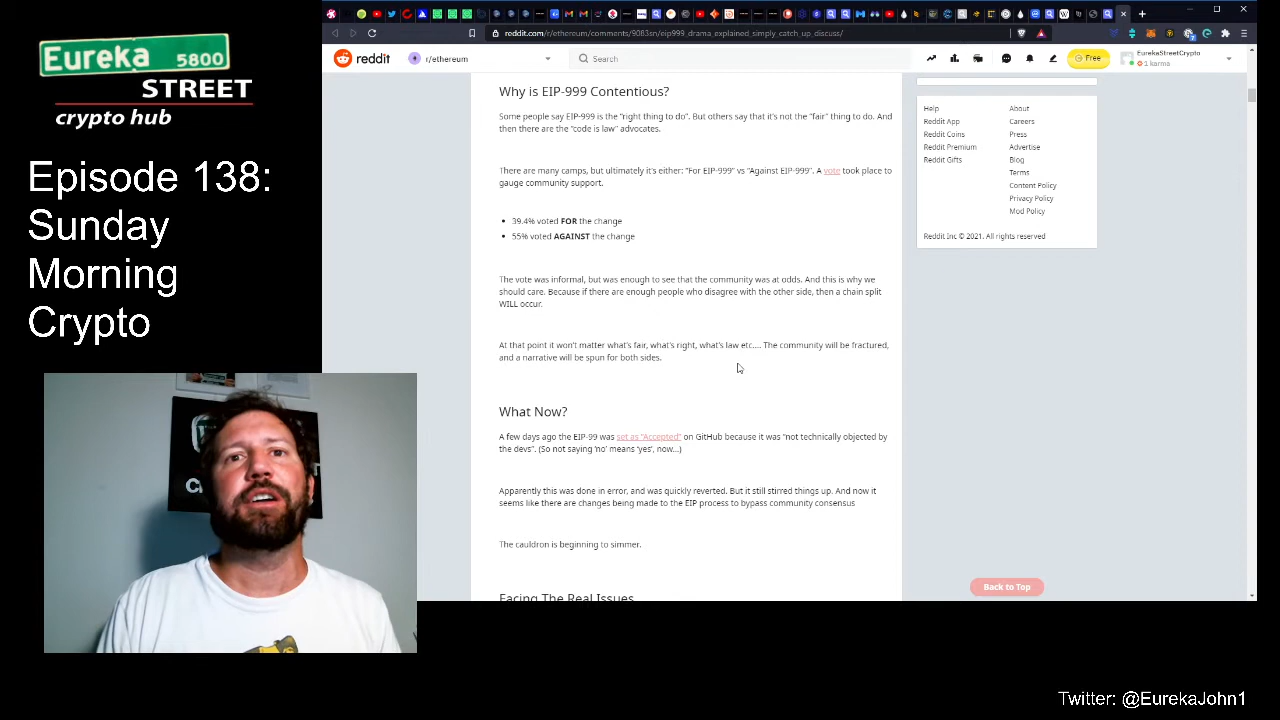 Eureka 5800
STREET
crypto hub
Episode 138:
Sunday
Morning
Crypto
reddit.com/r/ethereum/comments/9083sn/eip999_drama_explained_simply_catch_up_discuss/
reddit
r/ethereum
Search
Free
EurekaStreetCrypto
1 karma
Why is EIP-999 Contentious?
Some people say EIP-999 is the “right thing to do”. But others say that it's not the “fair” thing to do. And
then there are the “code is law” advocates.
There are many camps, but ultimately it's either: “For EIP-999” vs “Against EIP-999”. A vote took place to
gauge community support.
• 39.4% voted FOR the change
• 55% voted AGAINST the change
The vote was informal, but was enough to see that the community was at odds. And this is why we
should care. Because if there are enough people who disagree with the other side, then a chain split
WILL occur.
At that point it won't matter what's fair, what's right, what's law etc.... The community will be fractured,
and a narrative will be spun for both sides.
What Now?
A few days ago the EIP-99 was set as “Accepted” on GitHub because it was “not technically objected by
the devs”. (So not saying ‘no’ means ‘yes’, now...)
Apparently this was done in error, and was quickly reverted. But it still stirred things up. And now it
seems like there are changes being made to the EIP process to bypass community consensus
The cauldron is beginning to simmer.
Facing The Real Issues
Help About
Reddit App Careers
Reddit Coins Press
Reddit Premium Advertise
Reddit Gifts Blog
Terms
Content Policy
Privacy Policy
Mod Policy
Reddit Inc © 2021. All rights reserved
Back to Top
Twitter: @EurekaJohn1